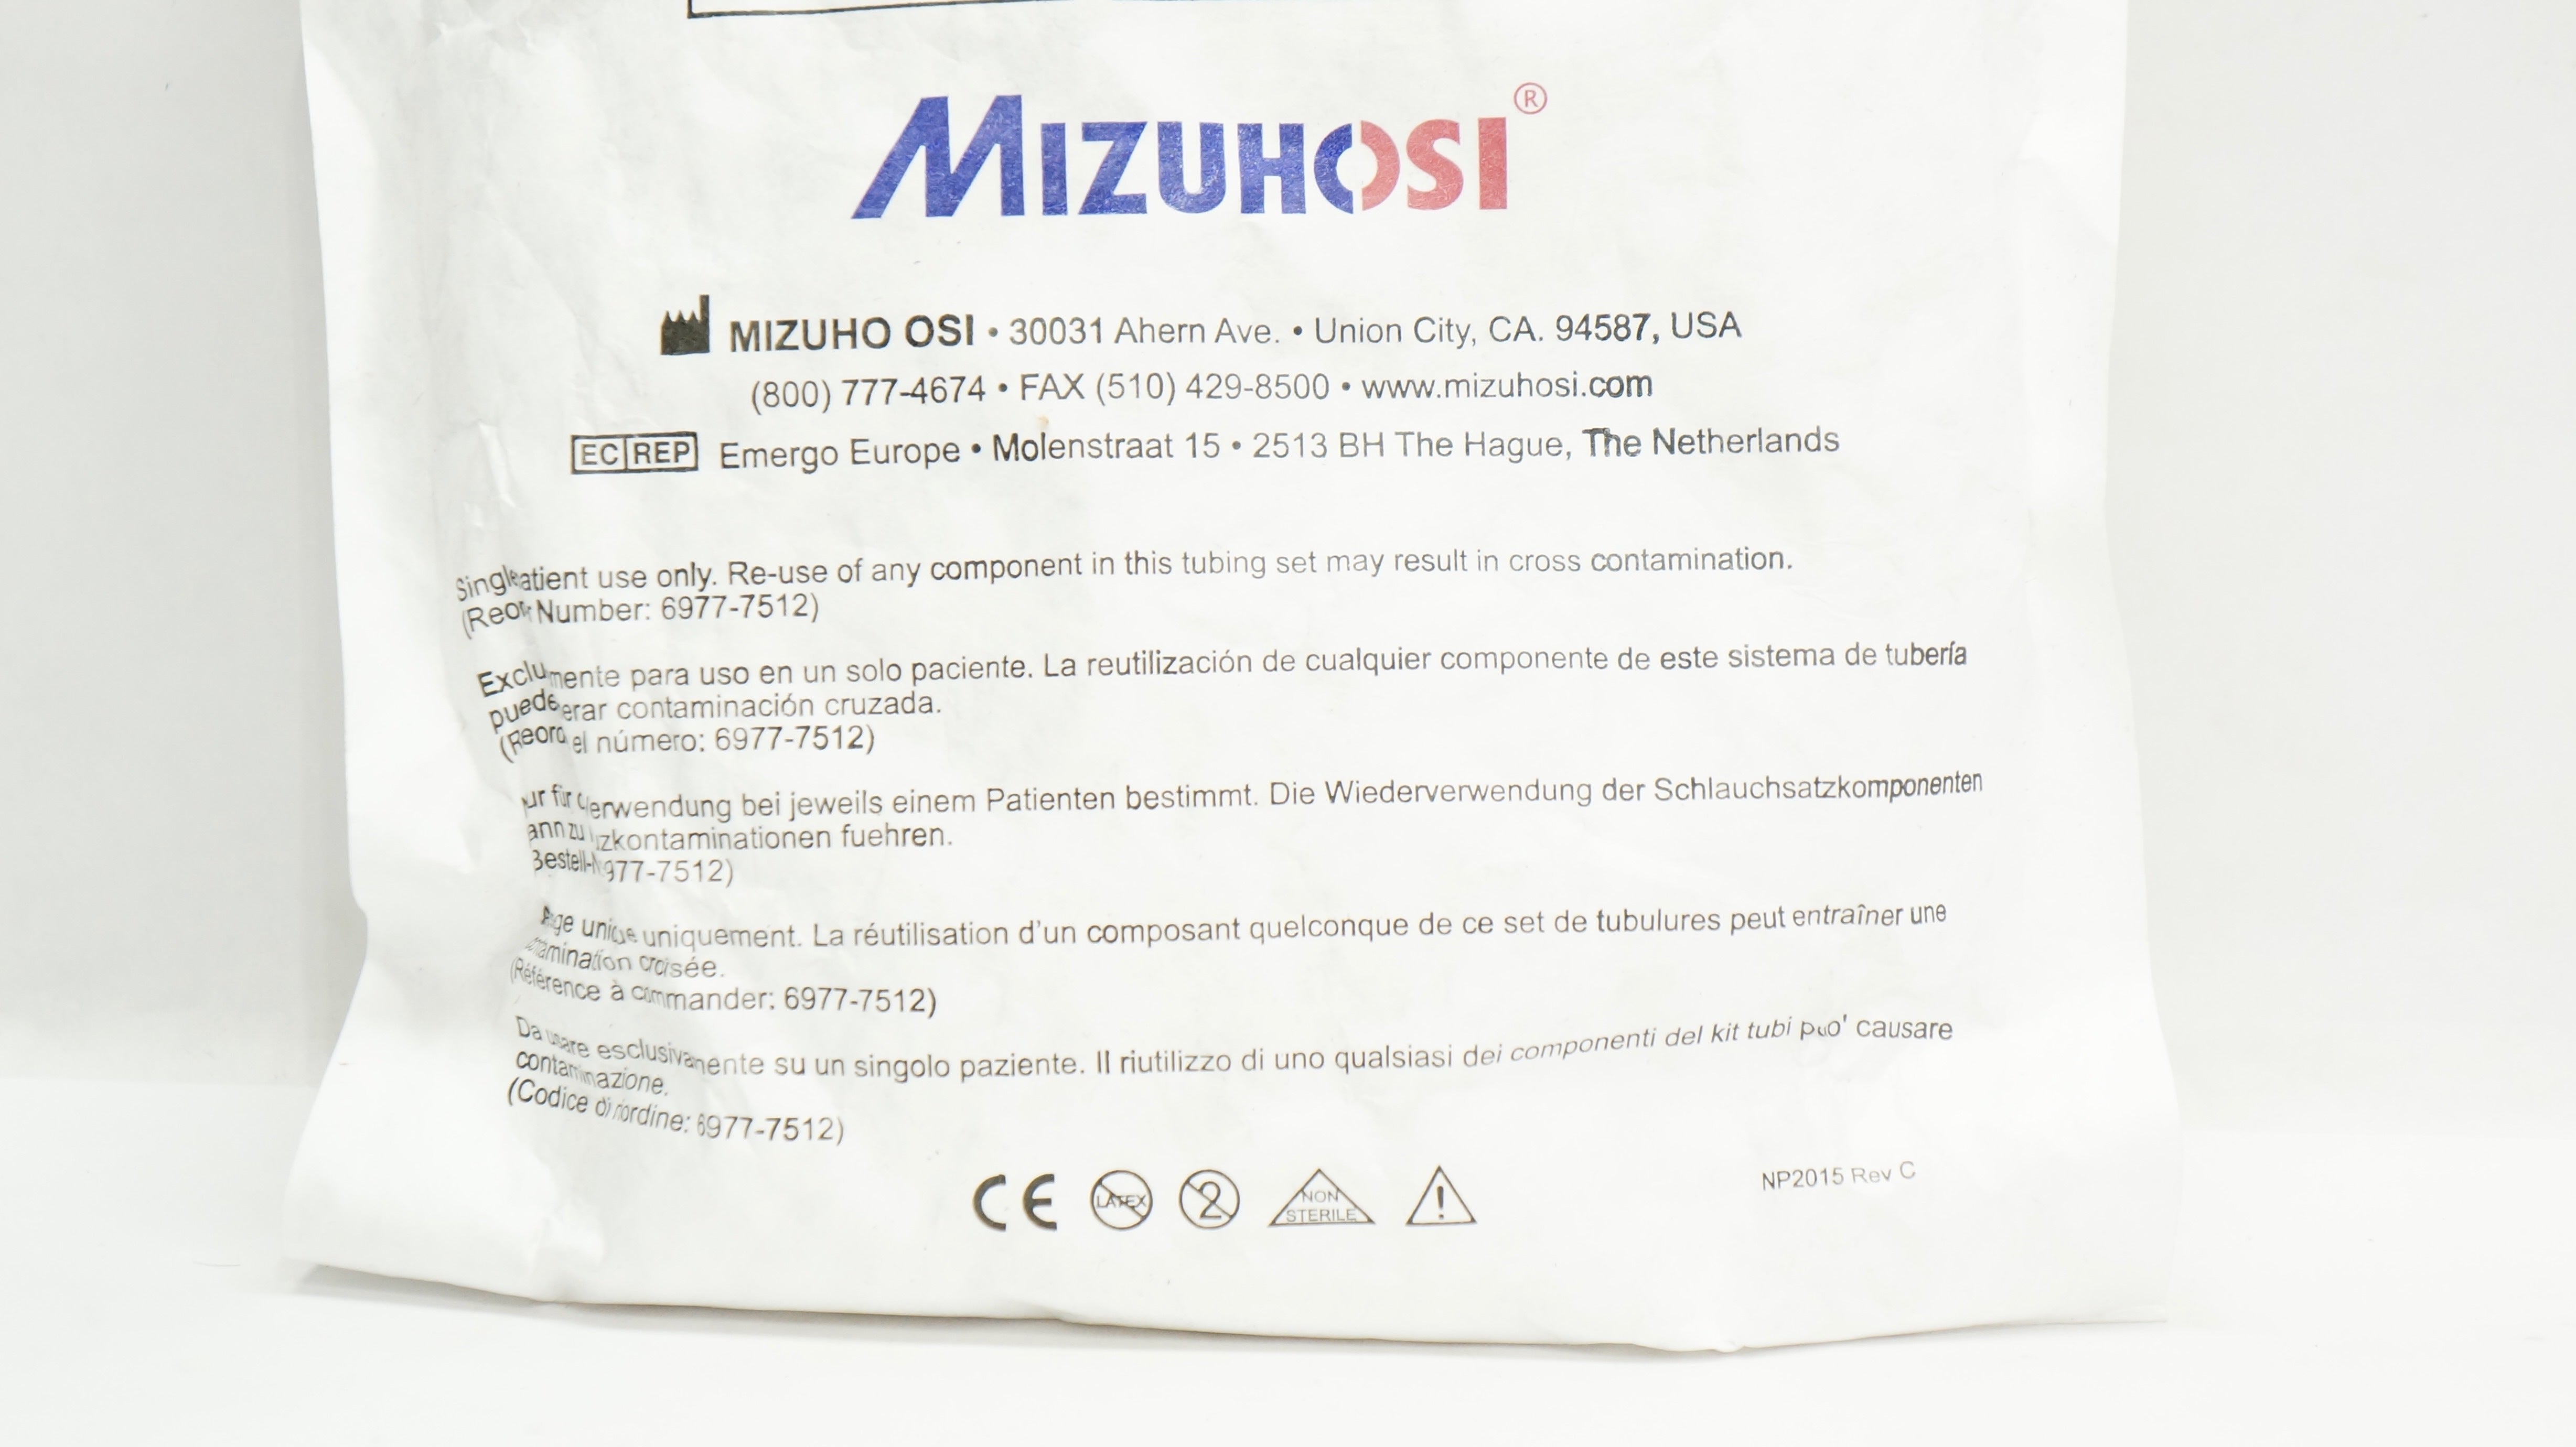 MIZUHOSI®
MIZUHO OSI • 30031 Ahern Ave. • Union City, CA. 94587, USA
(800) 777-4674 • FAX (510) 429-8500 • www.mizuhosi.com
EC REP Emergo Europe • Molenstraat 15 • 2513 BH The Hague, The Netherlands
use only. Re-use of any component in this tubing set may result in cross contamination.
Number: 6977-7512)
para uso en un solo paciente. La reutilización de cualquier componente de este sistema de tubería
contaminación cruzada.
el número: 6977-7512)
bei jeweils einem Patienten bestimmt. Die Wiederverwendung der Schlauchsatzkomponenten
fuehren.
uniquement. La réutilisation d'un composant quelconque de ce set de tubulures peut entraîner une
croisée.
(Référence à commander: 6977-7512)
Da usare esclusivamente su un singolo paziente. Il riutilizzo di uno qualsiasi dei componenti del kit tubi puo' causare
contaminazione.
(Codice di riordine: 6977-7512)
CE LATEX 2 NON STERILE !
NP2015 Rev C